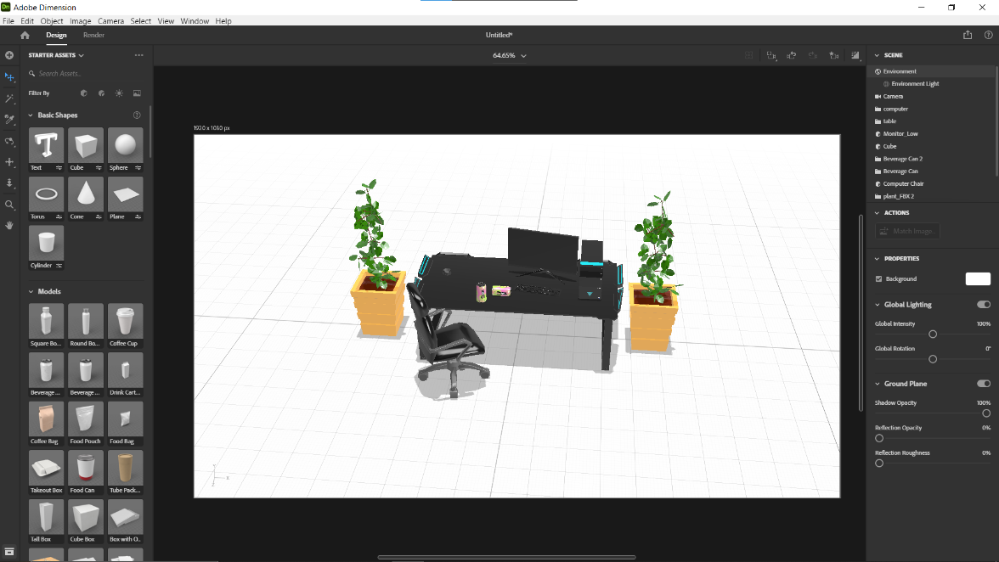 Dn Adobe Dimension
File Edit Object Image Camera Select View Window Help
Design Render Untitled*
STARTER ASSETS
Search Assets...
Filter By
Basic Shapes
Text Cube Sphere
Torus Cone Plane
Cylinder
Models
Square Bo... Round Bo... Coffee Cup
Beverage ... Beverage ... Drink Cart...
Coffee Bag Food Pouch Food Bag
Takeout Box Food Can Tube Pack...
Tall Box Cube Box Box with O...
64.65%
1920 x 1080 px
SCENE
Environment
Environment Light
Camera
computer
table
Monitor_Low
Cube
Beverage Can 2
Beverage Can
Computer Chair
plant_FBX 2
ACTIONS
Match Image...
PROPERTIES
Background
Global Lighting
Global Intensity 100%
Global Rotation 0°
Ground Plane
Shadow Opacity 100%
Reflection Opacity 0%
Reflection Roughness 0%